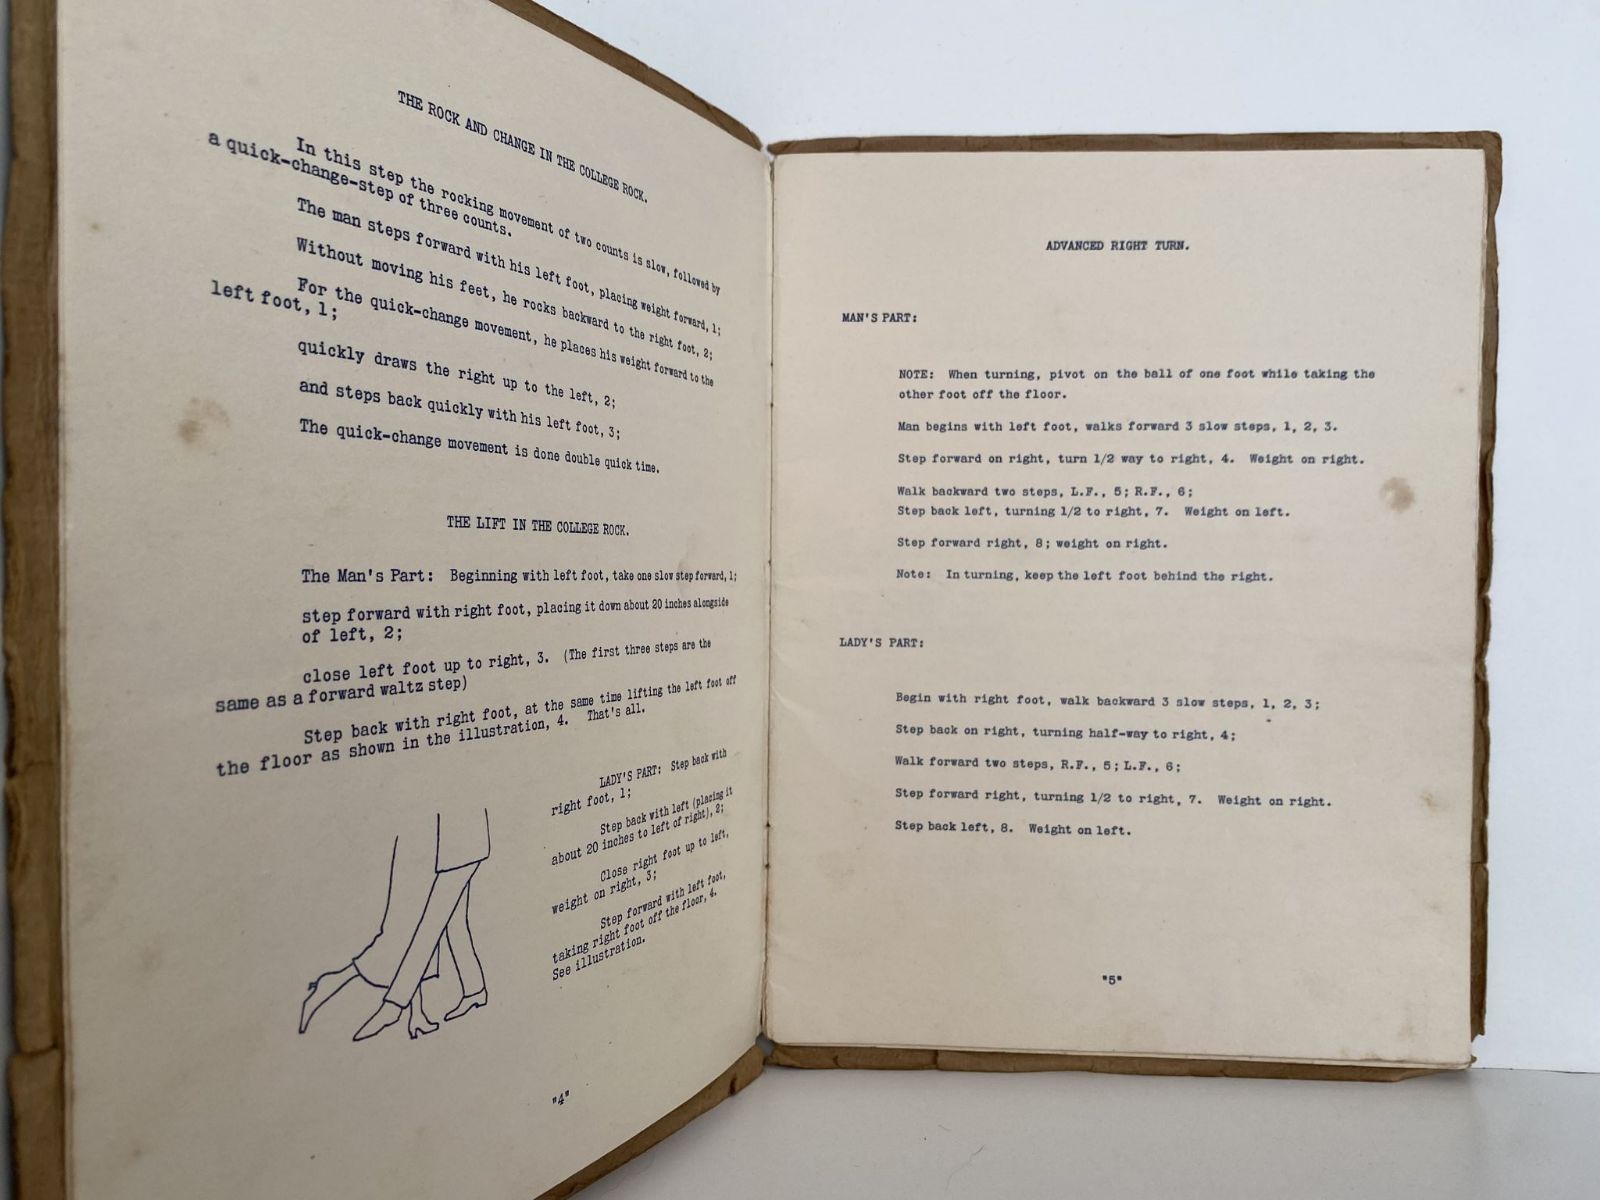 THE ROCK AND CHANGE IN THE COLLEGE ROCK.
In this step the rocking movement of two counts is slow, followed by
a quick-change-step of three counts.
The man steps forward with his left foot, placing weight forward, 1;
Without moving his feet, he rocks backward to the right foot, 2;
For the quick-change movement, he places his weight forward to the
left foot, 1;
quickly draws the right up to the left, 2;
and steps back quickly with his left foot, 3;
The quick-change movement is done double quick time.
THE LIFT IN THE COLLEGE ROCK.
The Man's Part: Beginning with left foot, take one slow step forward, 1;
step forward with right foot, placing it down about 20 inches alongside
of left, 2;
close left foot up to right, 3. (The first three steps are the
same as a forward waltz step)
Step back with right foot, at the same time lifting the left foot off
the floor as shown in the illustration, 4. That's all.
LADY'S PART: Step back with
right foot, 1;
Step back with left (placing it
about 20 inches to left of right), 2;
Close right foot up to left,
weight on right, 3;
Step forward with left foot,
taking right foot off the floor, 4.
See illustration.
"4"
ADVANCED RIGHT TURN.
MAN'S PART:
NOTE: When turning, pivot on the ball of one foot while taking the
other foot off the floor.
Man begins with left foot, walks forward 3 slow steps, 1, 2, 3.
Step forward on right, turn 1/2 way to right, 4. Weight on right.
Walk backward two steps, L.F., 5; R.F., 6;
Step back left, turning 1/2 to right, 7. Weight on left.
Step forward right, 8; weight on right.
Note: In turning, keep the left foot behind the right.
LADY'S PART:
Begin with right foot, walk backward 3 slow steps, 1, 2, 3;
Step back on right, turning half-way to right, 4;
Walk forward two steps, R.F., 5; L.F., 6;
Step forward right, turning 1/2 to right, 7. Weight on right.
Step back left, 8. Weight on left.
"5"